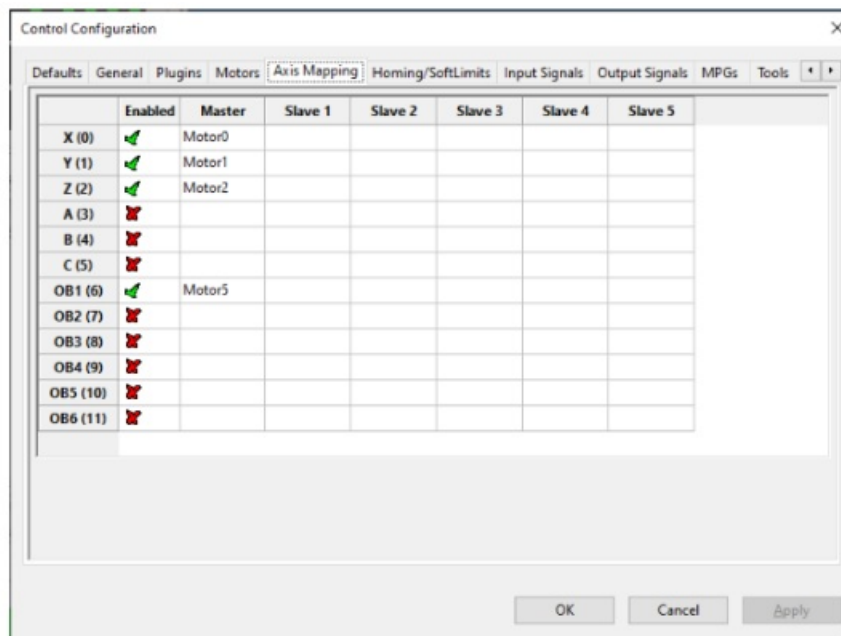 Control Configuration
Defaults General Plugins Motors Axis Mapping Homing/SoftLimits Input Signals Output Signals MPGs Tools
Enabled Master Slave 1 Slave 2 Slave 3 Slave 4 Slave 5
X (0) Motor0
Y (1) Motor1
Z (2) Motor2
A (3)
B (4)
C (5)
OB1 (6) Motor5
OB2 (7)
OB3 (8)
OB4 (9)
OB5 (10)
OB6 (11)
OK Cancel Apply